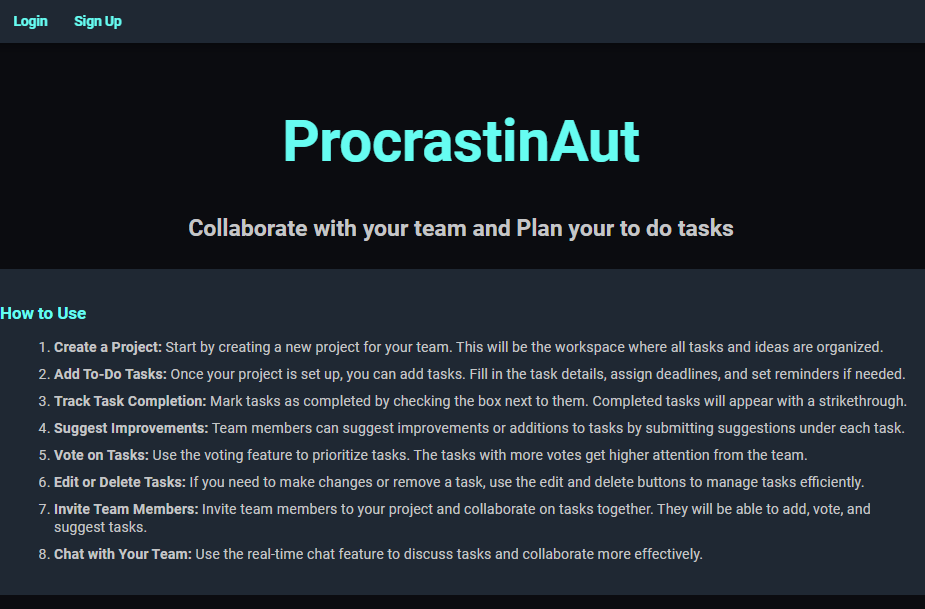 Login Sign Up
ProcrastinAut
Collaborate with your team and Plan your to do tasks
How to Use
1. Create a Project: Start by creating a new project for your team. This will be the workspace where all tasks and ideas are organized.
2. Add To-Do Tasks: Once your project is set up, you can add tasks. Fill in the task details, assign deadlines, and set reminders if needed.
3. Track Task Completion: Mark tasks as completed by checking the box next to them. Completed tasks will appear with a strikethrough.
4. Suggest Improvements: Team members can suggest improvements or additions to tasks by submitting suggestions under each task.
5. Vote on Tasks: Use the voting feature to prioritize tasks. The tasks with more votes get higher attention from the team.
6. Edit or Delete Tasks: If you need to make changes or remove a task, use the edit and delete buttons to manage tasks efficiently.
7. Invite Team Members: Invite team members to your project and collaborate on tasks together. They will be able to add, vote, and
suggest tasks.
8. Chat with Your Team: Use the real-time chat feature to discuss tasks and collaborate more effectively.